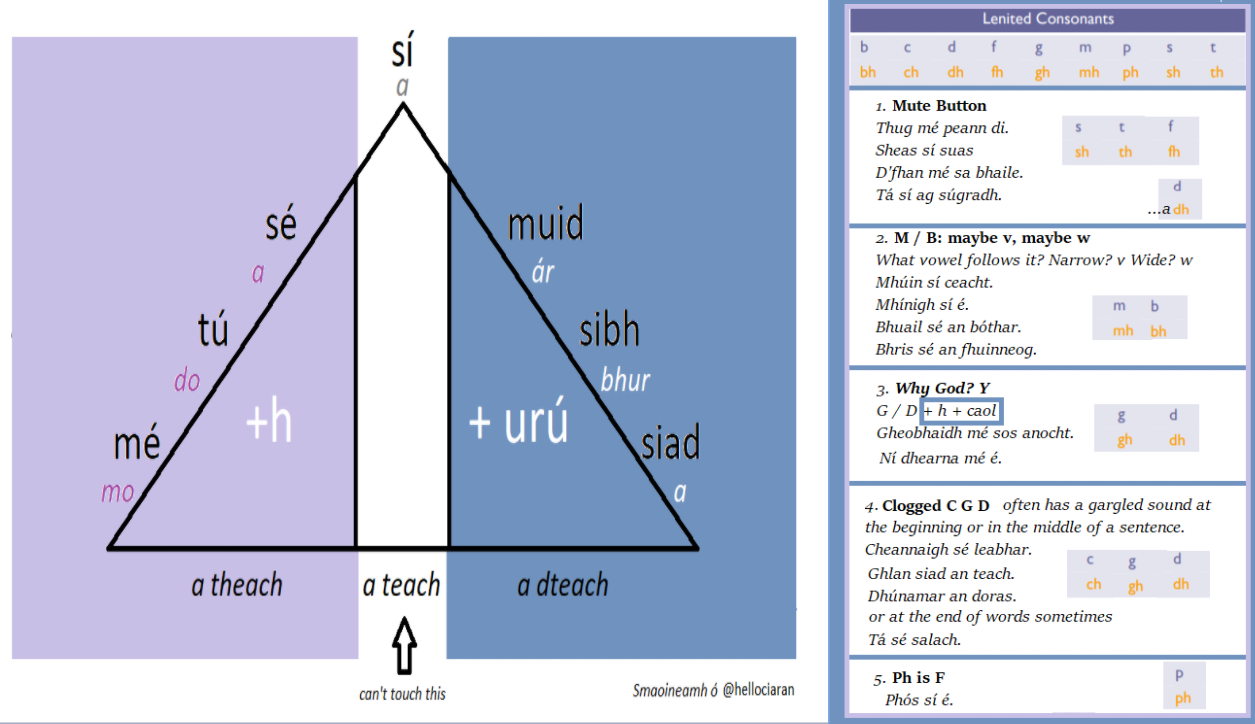 sí
a
sé
a
tú
do
mé
mo
+h
muid
ár
sibh
bhur
siad
a
+ urú
a theach
a teach
a dteach
can't touch this
Smaoineamh ó @hellociaran
Lenited Consonants
b c d f g m p s t
bh ch dh fh gh mh ph sh th
1. Mute Button
Thug mé peann di.
Sheas sí suas
D'fhan mé sa bhaile.
Tá sí ag súgradh.
s t f
sh th fh
d
...a dh
2. M / B: maybe v, maybe w
What vowel follows it? Narrow? v Wide? w
Mhúin sí ceacht.
Mhínigh sí é.
Bhuail sé an bóthar.
Bhris sé an fhuinneog.
m b
mh bh
3. Why God? Y
G / D + h + caol
Gheobhaidh mé sos anocht.
Ní dhearna mé é.
g d
gh dh
4. Clogged C G D often has a gargled sound at
the beginning or in the middle of a sentence.
Cheannaigh sé leabhar.
Ghlan siad an teach.
Dhúnamar an doras.
or at the end of words sometimes
Tá sé salach.
c g d
ch gh dh
5. Ph is F
Phós sí é.
p
ph